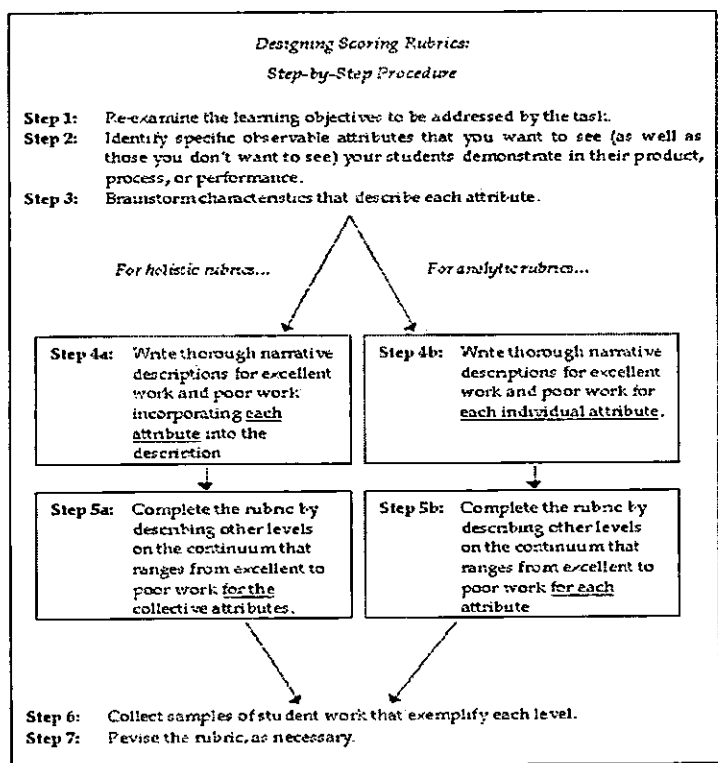 Designing Scoring Rubrics:
Step-by-Step Procedure
Step 1: Re-examine the learning objectives to be addressed by the task.
Step 2: Identify specific observable attributes that you want to see (as well as
those you don't want to see) your students demonstrate in their product,
process, or performance.
Step 3: Brainstorm characteristics that describe each attribute.
For holistic rubrics...
For analytic rubrics...
Step 4a: Write thorough narrative
descriptions for excellent
work and poor work
incorporating each
attribute into the
description
Step 4b: Write thorough narrative
descriptions for excellent
work and poor work for
each individual attribute.
Step 5a: Complete the rubric by
describing other levels
on the continuum that
ranges from excellent to
poor work for the
collective attributes.
Step 5b: Complete the rubric by
describing other levels
on the continuum that
ranges from excellent to
poor work for each
attribute
Step 6: Collect samples of student work that exemplify each level.
Step 7: Revise the rubric, as necessary.